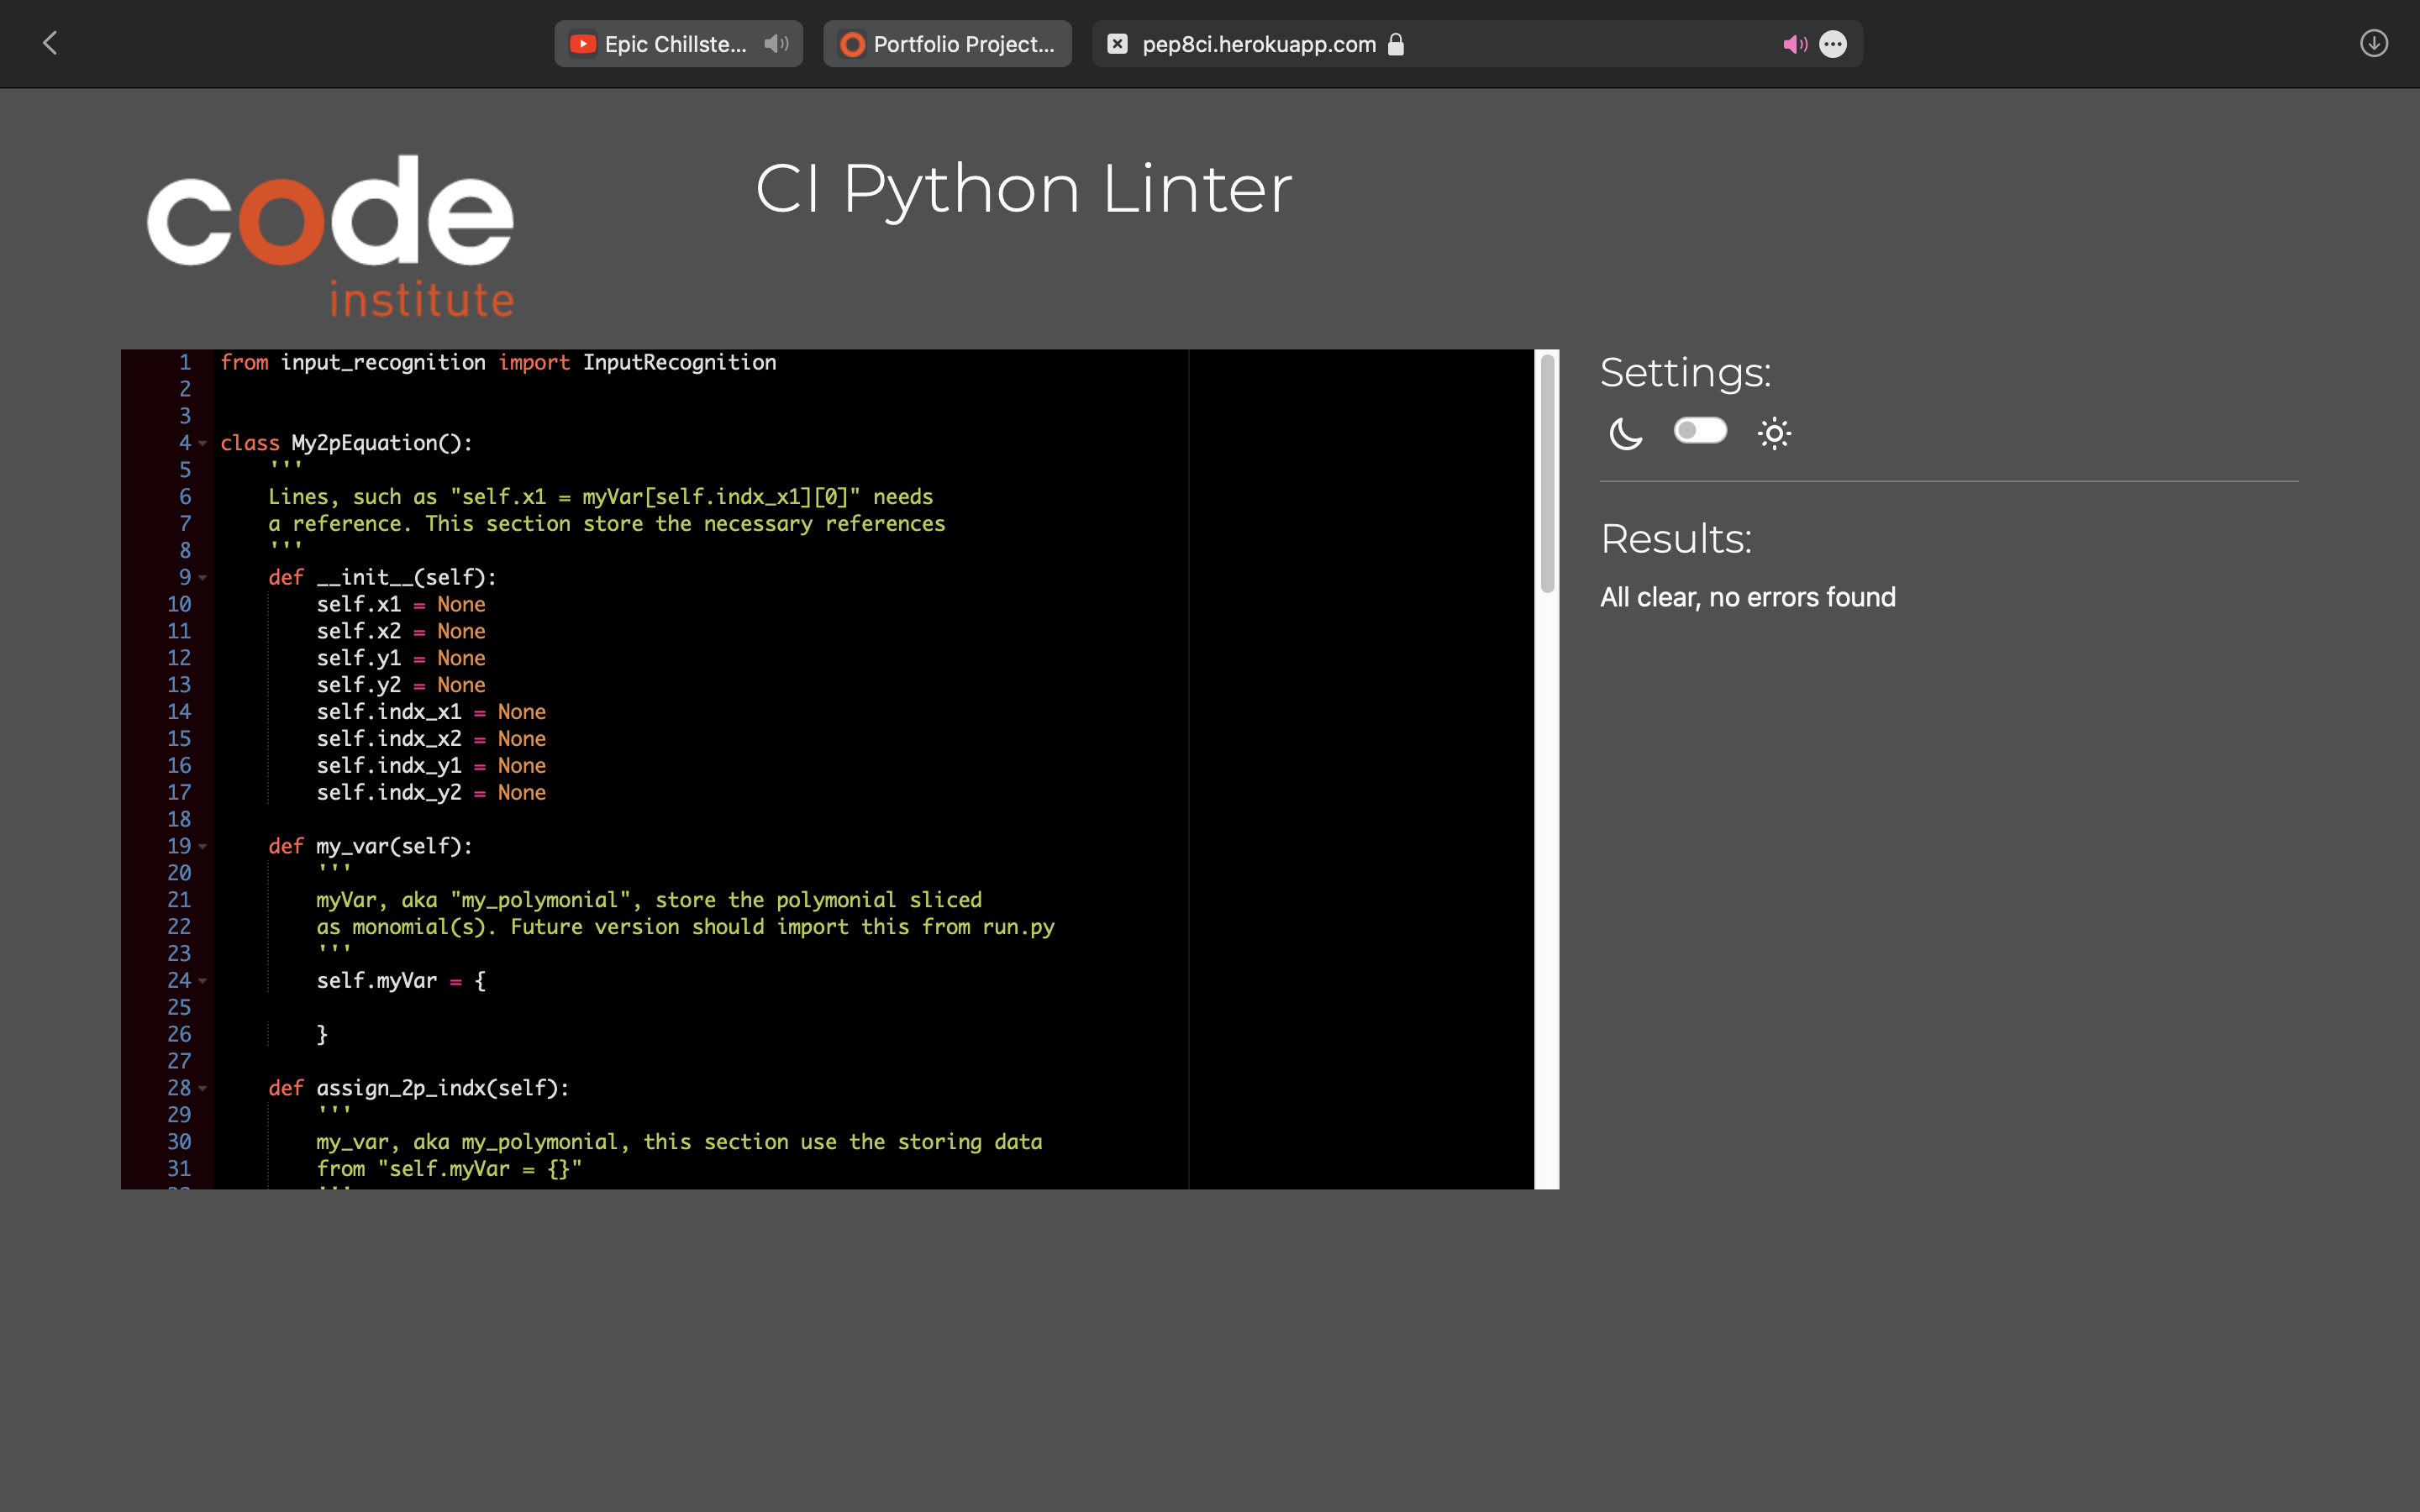 Epic Chillste...
Portfolio Project...
pep8ci.herokuapp.com
code
institute
CI Python Linter
1 from input_recognition import InputRecognition
2
3
4 class My2pEquation():
5     '''
6     Lines, such as "self.x1 = myVar[self.indx_x1][0]" needs
7     a reference. This section store the necessary references
8     '''
9     def __init__(self):
10         self.x1 = None
11         self.x2 = None
12         self.y1 = None
13         self.y2 = None
14         self.indx_x1 = None
15         self.indx_x2 = None
16         self.indx_y1 = None
17         self.indx_y2 = None
18
19     def my_var(self):
20         '''
21         myVar, aka "my_polymonial", store the polymonial sliced
22         as monomial(s). Future version should import this from run.py
23         '''
24         self.myVar = {
25
26         }
27
28     def assign_2p_indx(self):
29         '''
30         my_var, aka my_polymonial, this section use the storing data
31         from "self.myVar = {}"
Settings:
Results:
All clear, no errors found